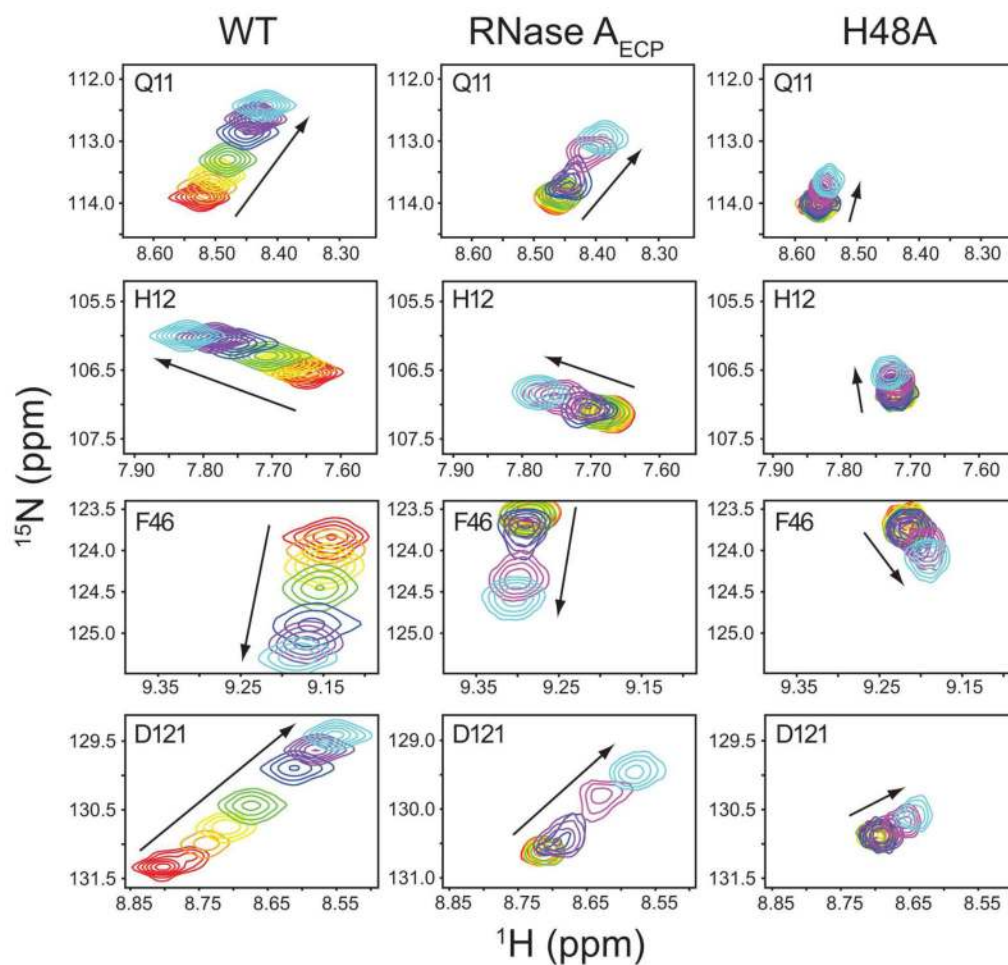 WT RNase A_ECP H48A
Q11 Q11 Q11
112.0 112.0 112.0
113.0 113.0 113.0
114.0 114.0 114.0
8.60 8.50 8.40 8.30 8.60 8.50 8.40 8.30 8.60 8.50 8.40 8.30
H12 H12 H12
105.5 105.5 105.5
106.5 106.5 106.5
107.5 107.5 107.5
7.90 7.80 7.70 7.60 7.90 7.80 7.70 7.60 7.90 7.80 7.70 7.60
F46 F46 F46
123.5 123.5 123.5
124.0 124.0 124.0
124.5 124.5 124.5
125.0 125.0 125.0
9.35 9.25 9.15 9.35 9.25 9.15 9.35 9.25 9.15
D121 D121 D121
129.5 129.0 129.5
130.5 130.0 130.5
131.5 131.0 131.5
8.85 8.75 8.65 8.55 8.80 8.70 8.60 8.50 8.85 8.75 8.65 8.55
¹⁵N (ppm)
¹H (ppm)